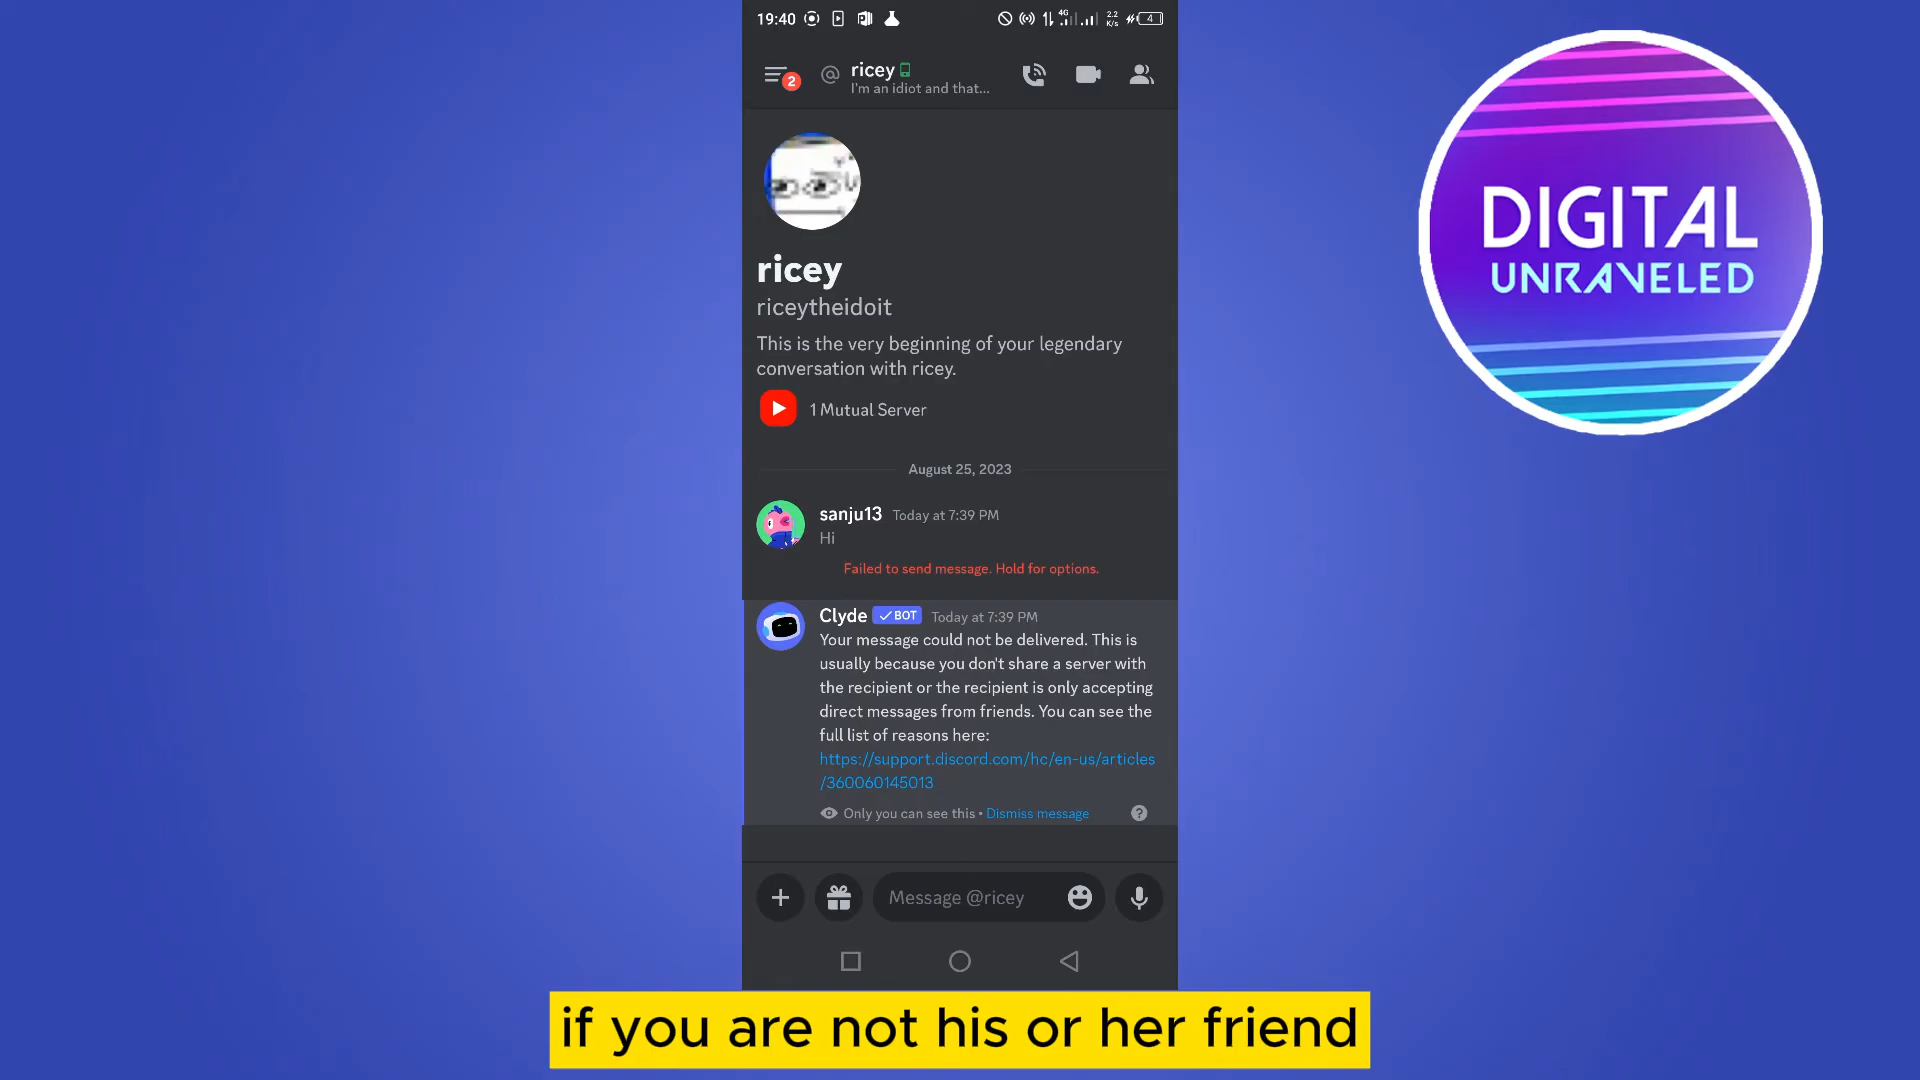 19:40
4G
2.2
K/s
4
2
ricey
I'm an idiot and that...
DIGITAL
UNRAVELED
ricey
riceytheidoit
This is the very beginning of your legendary
conversation with ricey.
1 Mutual Server
August 25, 2023
sanju13 Today at 7:39 PM
Hi
Failed to send message. Hold for options.
Clyde BOT Today at 7:39 PM
Your message could not be delivered. This is
usually because you don't share a server with
the recipient or the recipient is only accepting
direct messages from friends. You can see the
full list of reasons here:
https://support.discord.com/hc/en-us/articles
/360060145013
Only you can see this • Dismiss message
Message @ricey
if you are not his or her friend